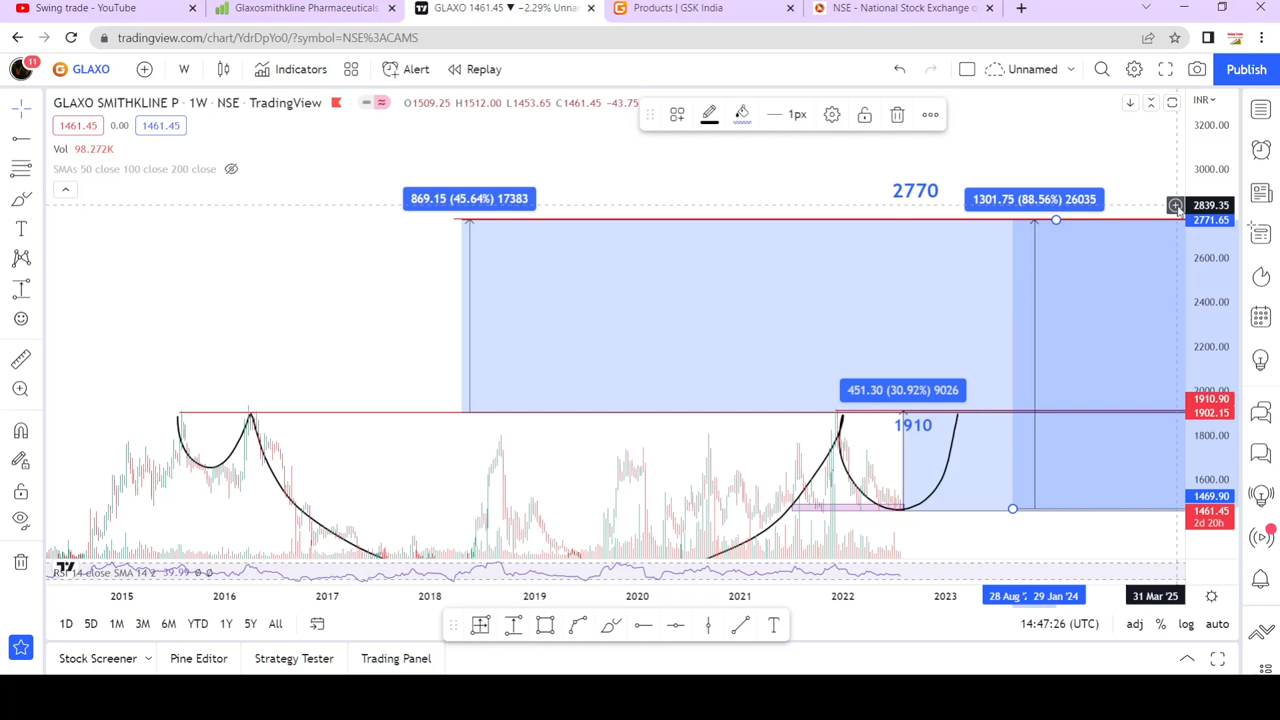 Swing trade - YouTube
Glaxosmithkline Pharmaceuticals
GLAXO 1461.45 ▼ −2.29% Unna
Products | GSK India
NSE - National Stock Exchange o
tradingview.com/chart/YdrDpYo0/?symbol=NSE%3ACAMS
11
GLAXO
W
Indicators
Alert
Replay
Unnamed
Publish
GLAXO SMITHKLINE P · 1W · NSE · TradingView
O1509.25 H1512.00 L1453.65 C1461.45 −43.75
1px
INR
1461.45
0.00
1461.45
Vol 98.272K
SMAs 50 close 100 close 200 close
3200.00
3000.00
869.15 (45.64%) 17383
2770
1301.75 (88.56%) 26035
2839.35
2771.65
2600.00
2400.00
2200.00
2000.00
451.30 (30.92%) 9026
1910.90
1902.15
1910
1800.00
1600.00
1469.90
1461.45
2d 20h
RSI 14 close SMA 14 2 39.99 ∅ ∅
2015
2016
2017
2018
2019
2020
2021
2022
2023
28 Aug '
29 Jan '24
31 Mar '25
1D
5D
1M
3M
6M
YTD
1Y
5Y
All
14:47:26 (UTC)
adj
%
log
auto
Stock Screener
Pine Editor
Strategy Tester
Trading Panel